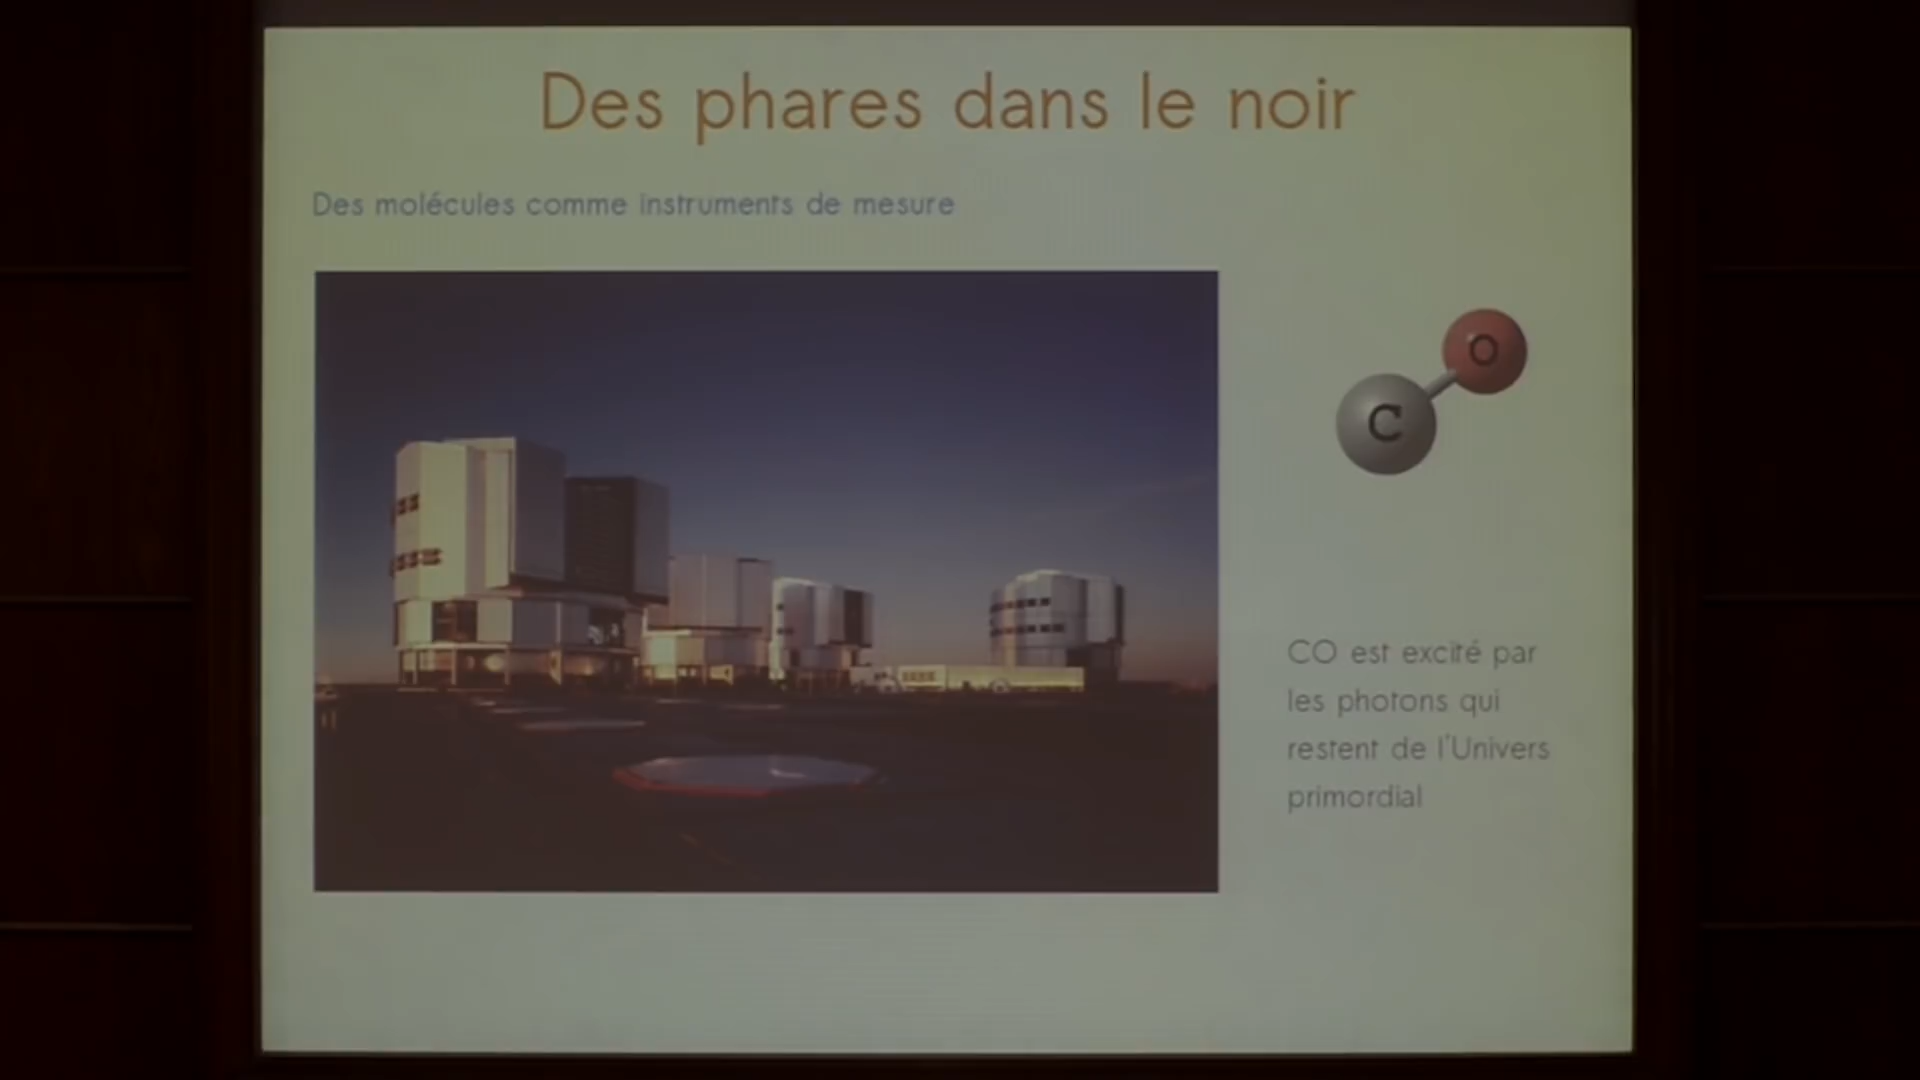 Des phares dans le noir
Des molécules comme instruments de mesure
O
C
CO est excité par
les photons qui
restent de l'Univers
primordial